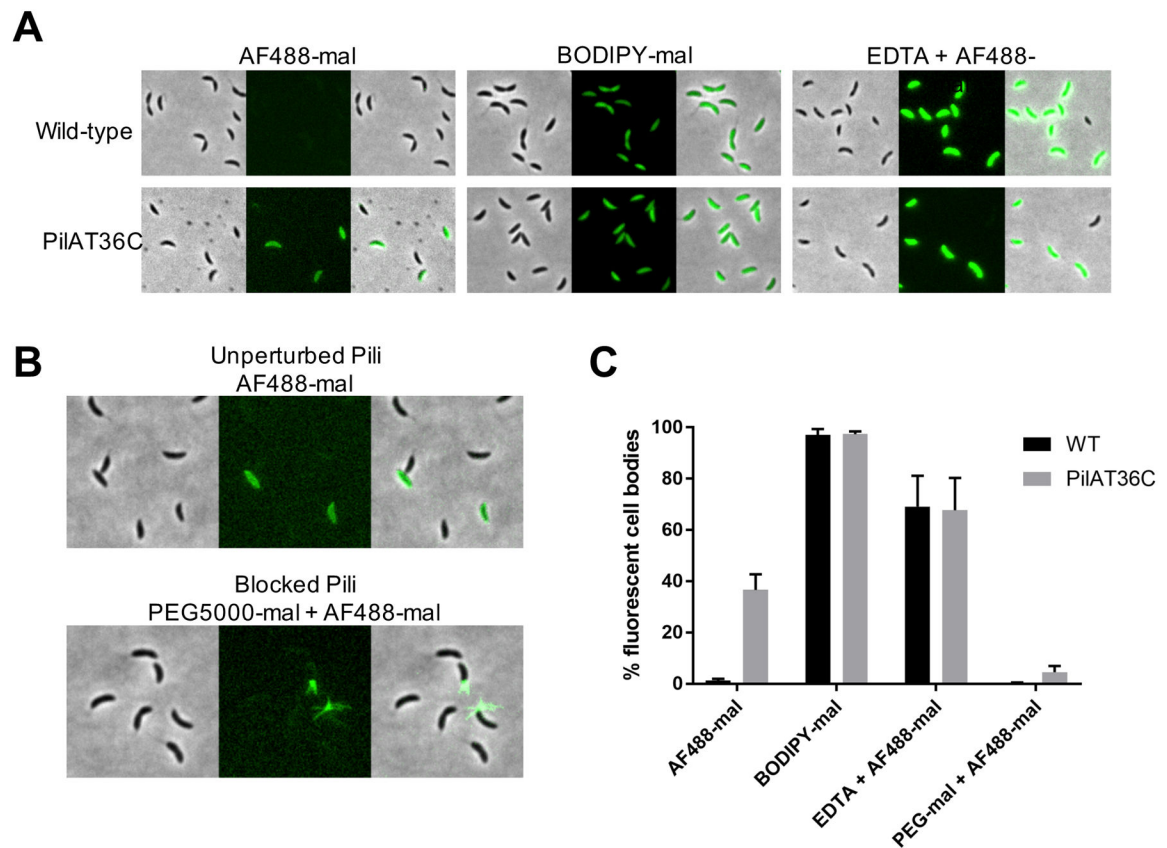 A
AF488-mal
BODIPY-mal
EDTA + AF488-
Wild-type
PilAT36C
B
Unperturbed Pili
AF488-mal
Blocked Pili
PEG5000-mal + AF488-mal
C
% fluorescent cell bodies
100
80
60
40
20
0
WT
PilAT36C
AF488-mal
BODIPY-mal
EDTA + AF488-mal
PEG-mal + AF488-mal